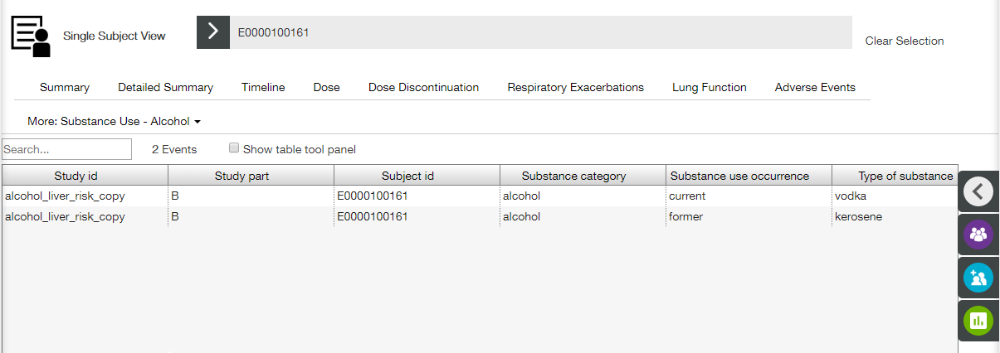 Single Subject View
E0000100161
Clear Selection
Summary Detailed Summary Timeline Dose Dose Discontinuation Respiratory Exacerbations Lung Function Adverse Events
More: Substance Use - Alcohol
Search... 2 Events Show table tool panel
Study id Study part Subject id Substance category Substance use occurrence Type of substance
alcohol_liver_risk_copy B E0000100161 alcohol current vodka
alcohol_liver_risk_copy B E0000100161 alcohol former kerosene